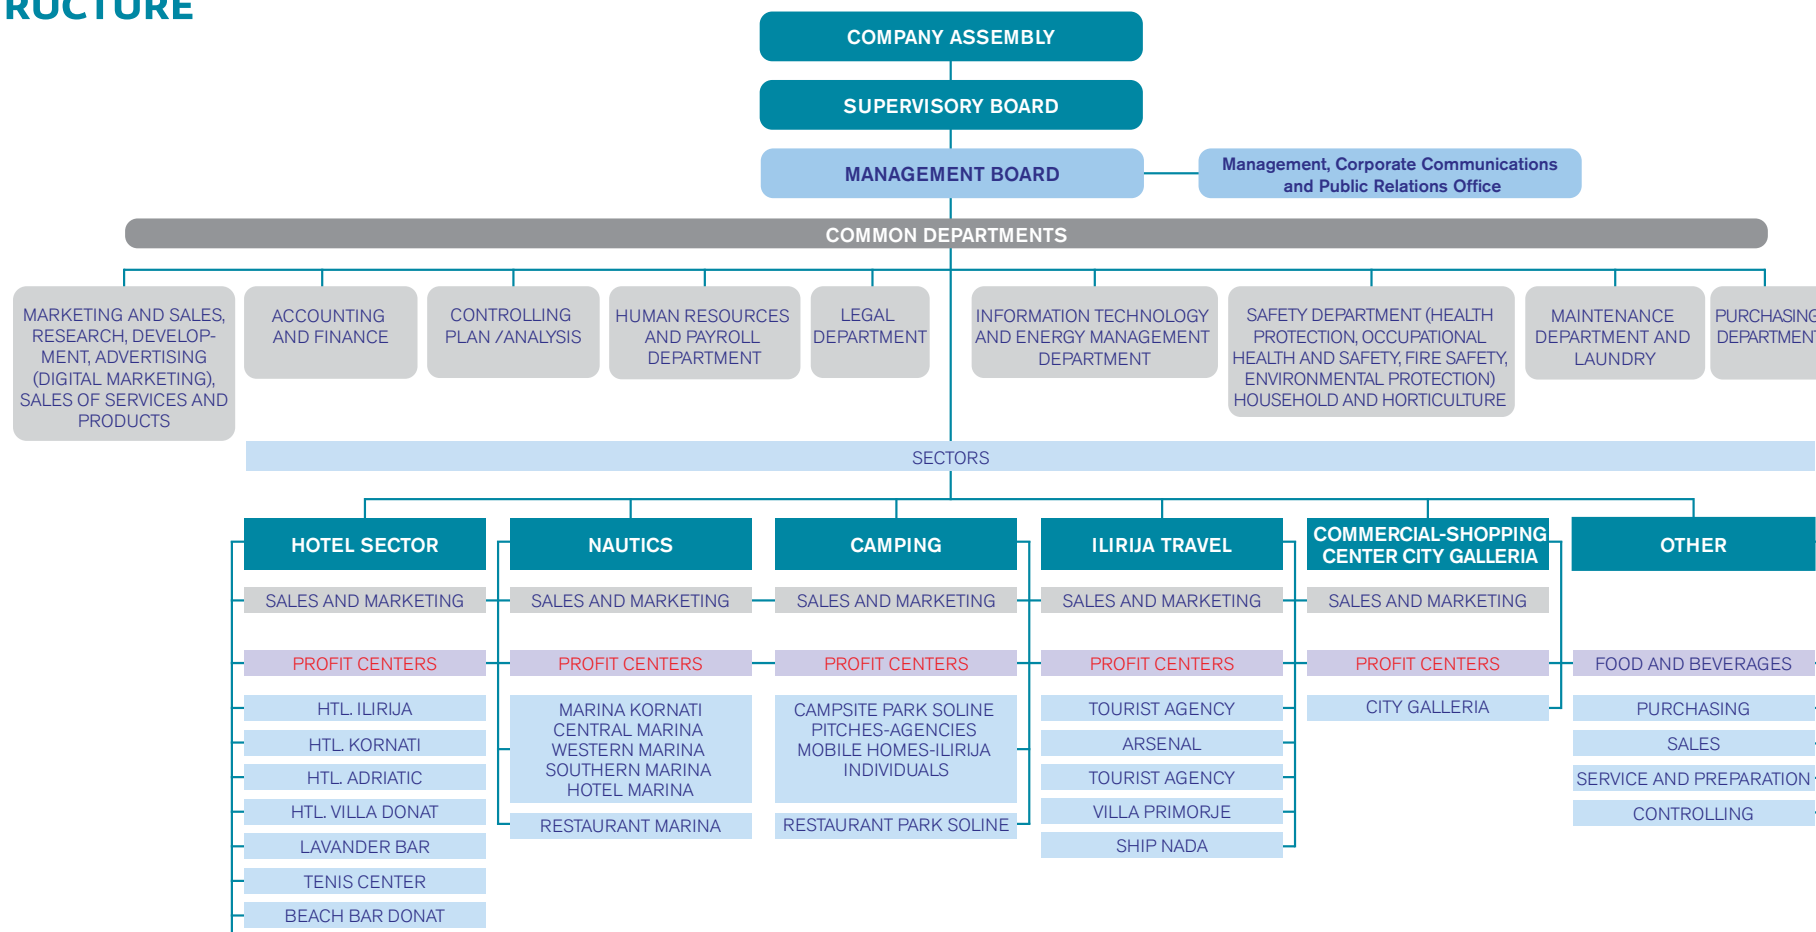 RUCTURE
COMPANY ASSEMBLY
SUPERVISORY BOARD
MANAGEMENT BOARD
Management, Corporate Communications
and Public Relations Office
COMMON DEPARTMENTS
MARKETING AND SALES,
RESEARCH, DEVELOP-
MENT, ADVERTISING
(DIGITAL MARKETING),
SALES OF SERVICES AND
PRODUCTS
ACCOUNTING
AND FINANCE
CONTROLLING
PLAN /ANALYSIS
HUMAN RESOURCES
AND PAYROLL
DEPARTMENT
LEGAL
DEPARTMENT
INFORMATION TECHNOLOGY
AND ENERGY MANAGEMENT
DEPARTMENT
SAFETY DEPARTMENT (HEALTH
PROTECTION, OCCUPATIONAL
HEALTH AND SAFETY, FIRE SAFETY,
ENVIRONMENTAL PROTECTION)
HOUSEHOLD AND HORTICULTURE
MAINTENANCE
DEPARTMENT AND
LAUNDRY
PURCHASING
DEPARTMENT
SECTORS
HOTEL SECTOR
SALES AND MARKETING
PROFIT CENTERS
HTL. ILIRIJA
HTL. KORNATI
HTL. ADRIATIC
HTL. VILLA DONAT
LAVANDER BAR
TENIS CENTER
BEACH BAR DONAT
NAUTICS
SALES AND MARKETING
PROFIT CENTERS
MARINA KORNATI
CENTRAL MARINA
WESTERN MARINA
SOUTHERN MARINA
HOTEL MARINA
RESTAURANT MARINA
CAMPING
SALES AND MARKETING
PROFIT CENTERS
CAMPSITE PARK SOLINE
PITCHES-AGENCIES
MOBILE HOMES-ILIRIJA
INDIVIDUALS
RESTAURANT PARK SOLINE
ILIRIJA TRAVEL
SALES AND MARKETING
PROFIT CENTERS
TOURIST AGENCY
ARSENAL
TOURIST AGENCY
VILLA PRIMORJE
SHIP NADA
COMMERCIAL-SHOPPING
CENTER CITY GALLERIA
SALES AND MARKETING
PROFIT CENTERS
CITY GALLERIA
OTHER
FOOD AND BEVERAGES
PURCHASING
SALES
SERVICE AND PREPARATION
CONTROLLING